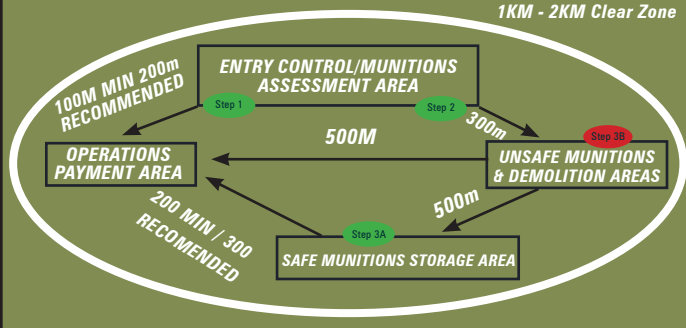 1KM - 2KM Clear Zone
ENTRY CONTROL/MUNITIONS
ASSESSMENT AREA
100M MIN 200m
RECOMMENDED
Step 1
Step 2
300m
Step 3B
500M
OPERATIONS
PAYMENT AREA
UNSAFE MUNITIONS
& DEMOLITION AREAS
200 MIN / 300
RECOMENDED
500m
Step 3A
SAFE MUNITIONS STORAGE AREA